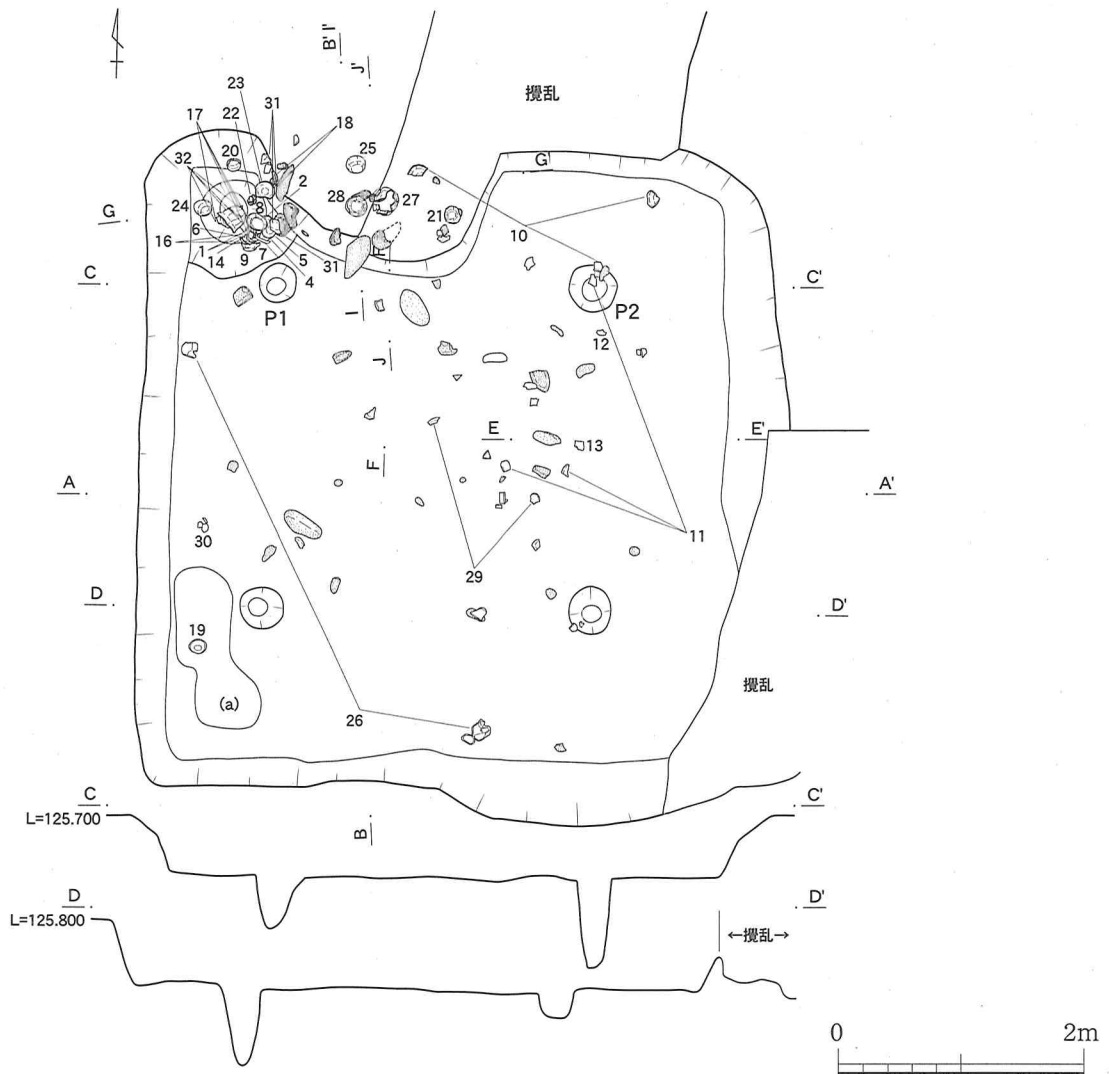 B' I'
J'
攪乱
23
17
22
31
18
32
20
25
G'
2
28
27
24
8
21
G
10
6
16
1
14
9
7
4
5
31
F'
C
C'
P1
I
P2
12
J
E
E'
13
F
A
A'
11
30
29
D
D'
19
攪乱
(a)
26
C
C'
L=125.700
B
D
D'
L=125.800
←攪乱→
0
2m